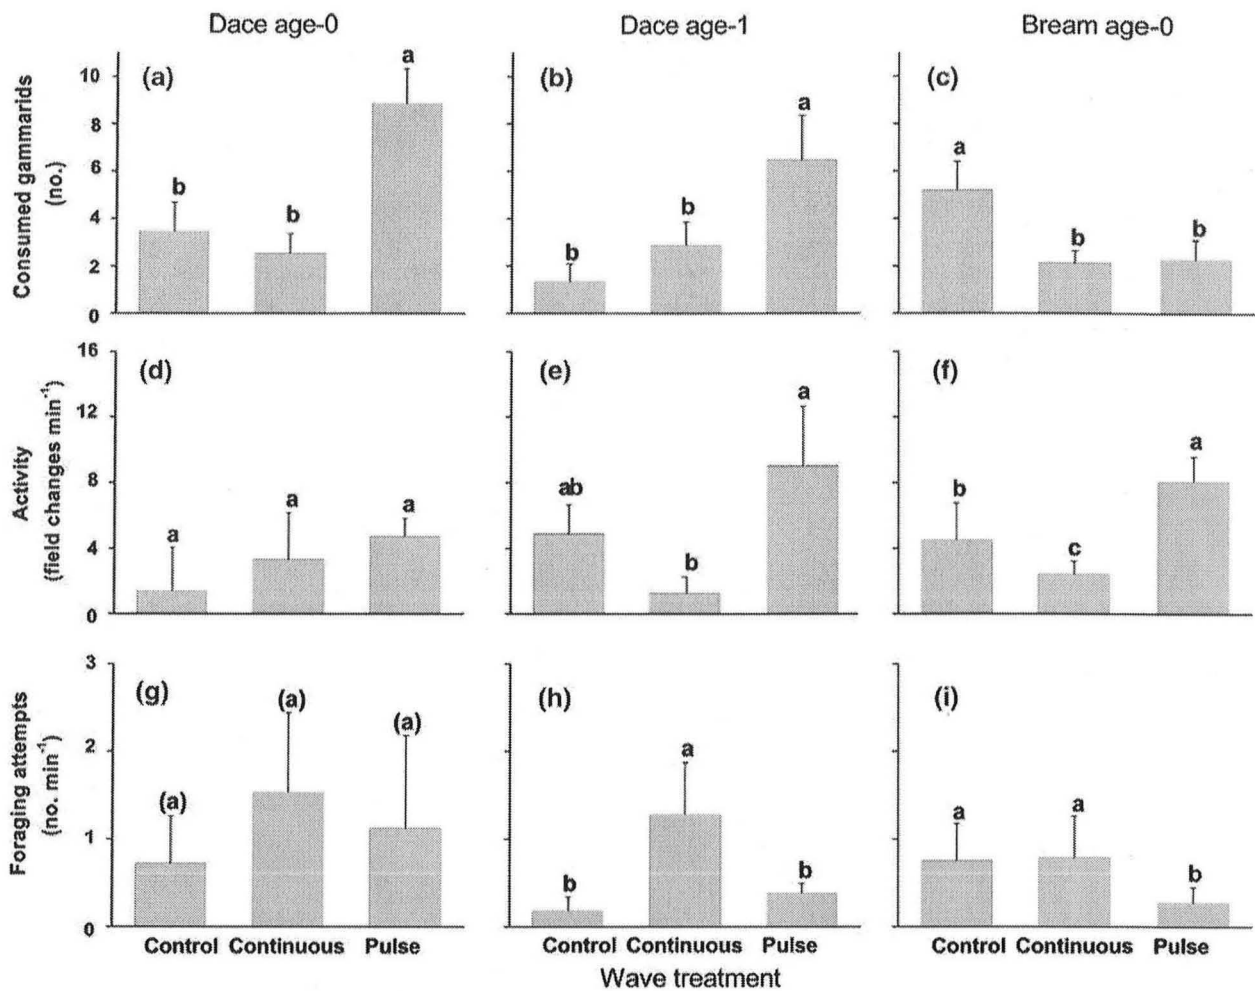 Dace age-0 Dace age-1 Bream age-0
Consumed gammarids
(no.)
10
8
6
4
2
0
(a)
b
b
a
(b)
b
b
a
(c)
a
b
b
Activity
(field changes min⁻¹)
16
12
8
4
0
(d)
a
a
a
(e)
ab
b
a
(f)
b
c
a
Foraging attempts
(no. min⁻¹)
3
2
1
0
(g)
(a)
(a)
(a)
(h)
b
a
b
(i)
a
a
b
Control Continuous Pulse
Control Continuous Pulse
Control Continuous Pulse
Wave treatment